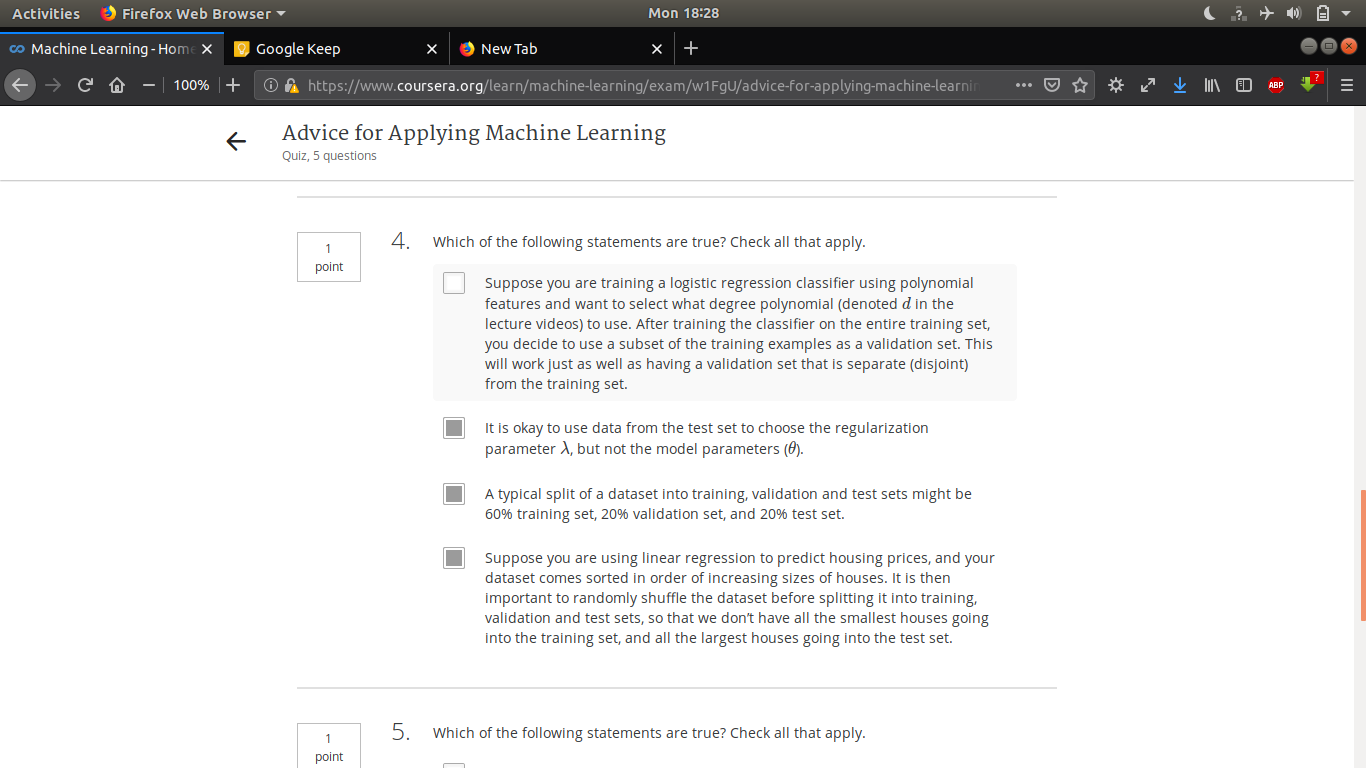 Activities Firefox Web Browser Mon 18:28
Machine Learning - Home Google Keep New Tab
100% https://www.coursera.org/learn/machine-learning/exam/w1FgU/advice-for-applying-machine-learnin ABP ?
Advice for Applying Machine Learning
Quiz, 5 questions
1
point
4. Which of the following statements are true? Check all that apply.
Suppose you are training a logistic regression classifier using polynomial
features and want to select what degree polynomial (denoted d in the
lecture videos) to use. After training the classifier on the entire training set,
you decide to use a subset of the training examples as a validation set. This
will work just as well as having a validation set that is separate (disjoint)
from the training set.
It is okay to use data from the test set to choose the regularization
parameter λ, but not the model parameters (θ).
A typical split of a dataset into training, validation and test sets might be
60% training set, 20% validation set, and 20% test set.
Suppose you are using linear regression to predict housing prices, and your
dataset comes sorted in order of increasing sizes of houses. It is then
important to randomly shuffle the dataset before splitting it into training,
validation and test sets, so that we don’t have all the smallest houses going
into the training set, and all the largest houses going into the test set.
1
point
5. Which of the following statements are true? Check all that apply.